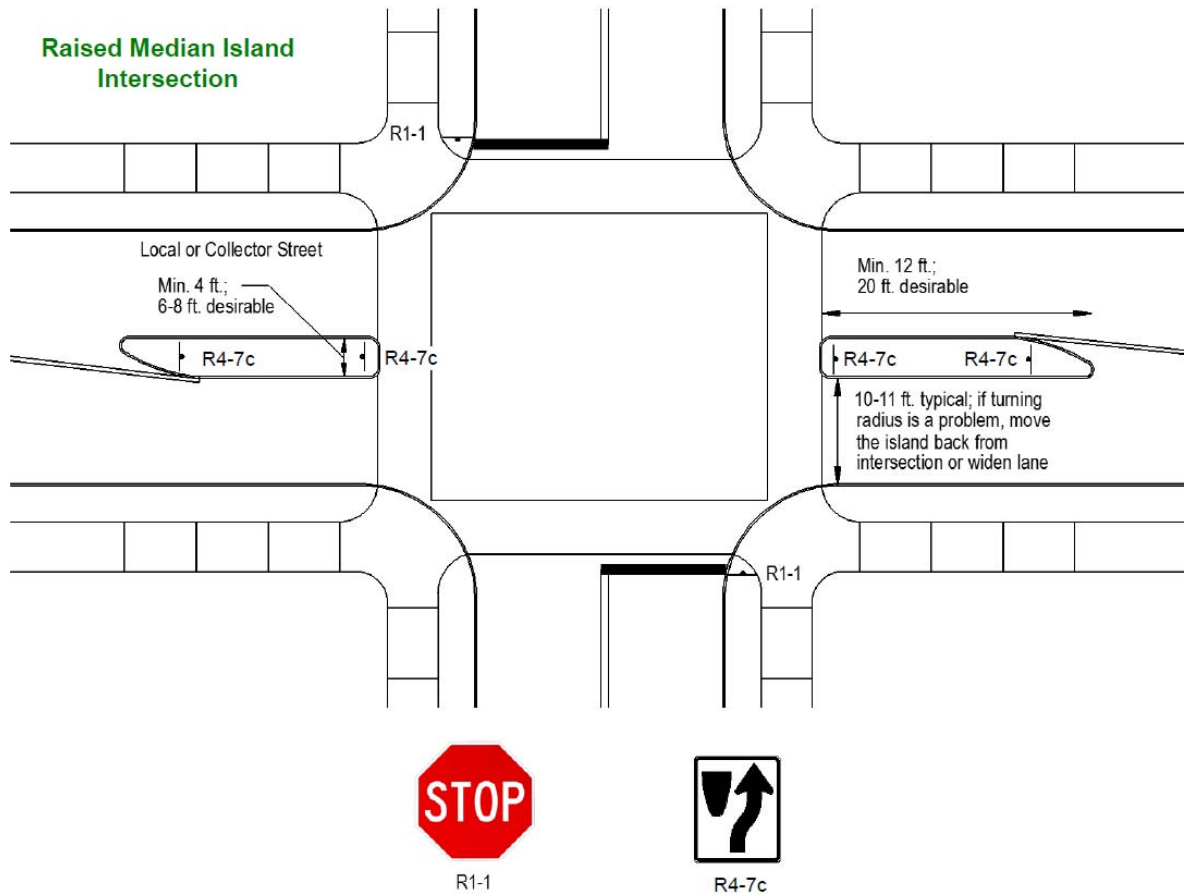 Raised Median Island
Intersection
R1-1
Local or Collector Street
Min. 4 ft.;
6-8 ft. desirable
Min. 12 ft.;
20 ft. desirable
R4-7c
R4-7c
R4-7c
R4-7c
10-11 ft. typical; if turning
radius is a problem, move
the island back from
intersection or widen lane
R1-1
STOP
R1-1
R4-7c